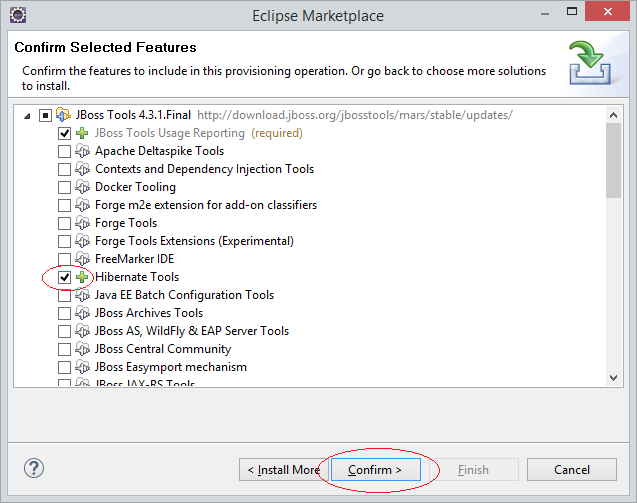 Eclipse Marketplace
Confirm Selected Features
Confirm the features to include in this provisioning operation. Or go back to choose more solutions
to install.
JBoss Tools 4.3.1.Final http://download.jboss.org/jbosstools/mars/stable/updates/
JBoss Tools Usage Reporting (required)
Apache Deltaspike Tools
Contexts and Dependency Injection Tools
Docker Tooling
Forge m2e extension for add-on classifiers
Forge Tools
Forge Tools Extensions (Experimental)
FreeMarker IDE
Hibernate Tools
Java EE Batch Configuration Tools
JBoss Archives Tools
JBoss AS, WildFly & EAP Server Tools
JBoss Central Community
JBoss Easymport mechanism
JBoss JAX-RS Tools
? < Install More Confirm > Finish Cancel